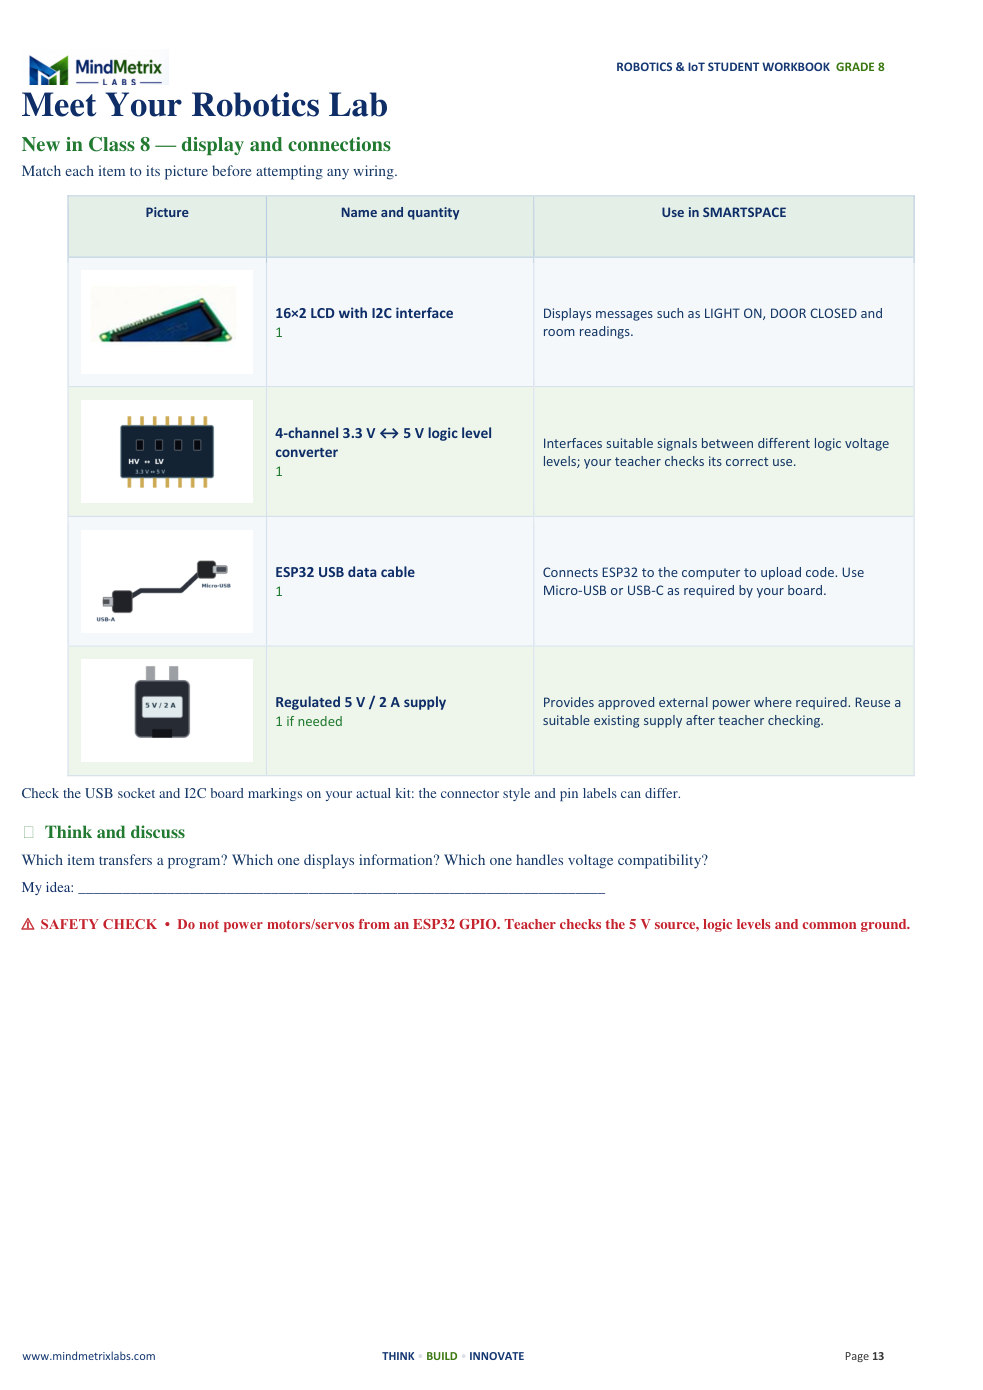 MindMetrix
LABS
ROBOTICS & IoT STUDENT WORKBOOK GRADE 8
Meet Your Robotics Lab
New in Class 8 — display and connections
Match each item to its picture before attempting any wiring.
Picture
Name and quantity
Use in SMARTSPACE
16×2 LCD with I2C interface
1
Displays messages such as LIGHT ON, DOOR CLOSED and
room readings.
HV ↔ LV
3.3 V ↔ 5 V
4-channel 3.3 V ↔ 5 V logic level
converter
1
Interfaces suitable signals between different logic voltage
levels; your teacher checks its correct use.
Micro-USB
USB-A
ESP32 USB data cable
1
Connects ESP32 to the computer to upload code. Use
Micro-USB or USB-C as required by your board.
5 V / 2 A
Regulated 5 V / 2 A supply
1 if needed
Provides approved external power where required. Reuse a
suitable existing supply after teacher checking.
Check the USB socket and I2C board markings on your actual kit: the connector style and pin labels can differ.
Think and discuss
Which item transfers a program? Which one displays information? Which one handles voltage compatibility?
My idea: ______________________________________________________________________
⚠ SAFETY CHECK • Do not power motors/servos from an ESP32 GPIO. Teacher checks the 5 V source, logic levels and common ground.
www.mindmetrixlabs.com
THINK • BUILD • INNOVATE
Page 13